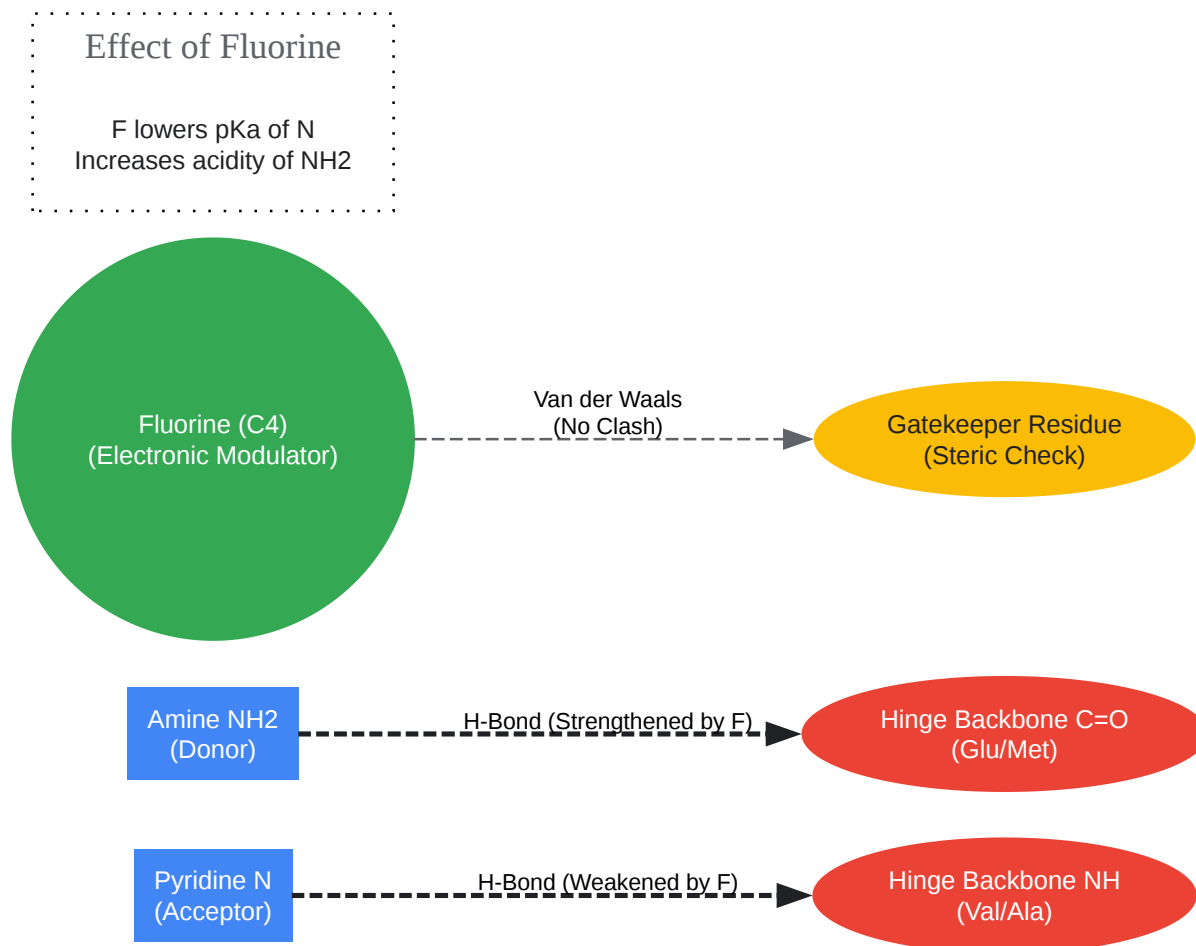 Effect of Fluorine
F lowers pKa of N
Increases acidity of NH2
Fluorine (C4)
(Electronic Modulator)
Van der Waals
(No Clash)
Gatekeeper Residue
(Steric Check)
Amine NH2
(Donor)
H-Bond (Strengthened by F)
Hinge Backbone C=O
(Glu/Met)
Pyridine N
(Acceptor)
H-Bond (Weakened by F)
Hinge Backbone NH
(Val/Ala)